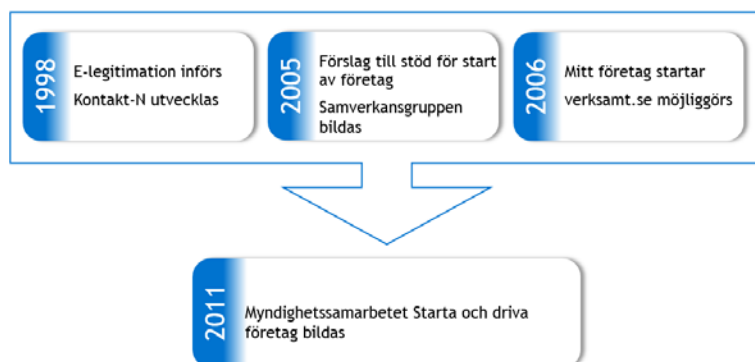 1998
E-legitimation införs
Kontakt-N utvecklas
2005
Förslag till stöd för start
av företag
Samverkansgruppen
bildas
2006
Mitt företag startar
verksamt.se möjliggörs
2011
Myndighetssamarbetet Starta och driva
företag bildas